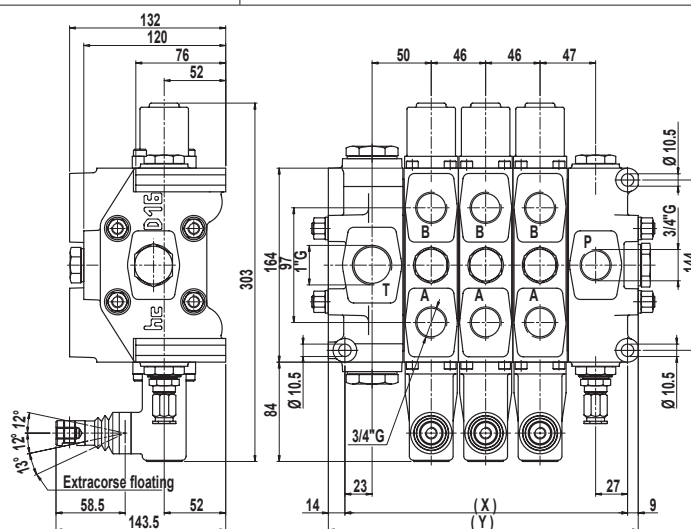 132
120
76
52
50 46 46 47
D16
hc
303
164
97
1"G
84
Ø 10.5
B B B
P
T
A A A
Ø 10.5
3/4"G
144
Ø 10.5
3/4"G
12°
12°
13°
Extracorse floating
58.5
52
143.5
14
23
(X)
(Y)
27
9